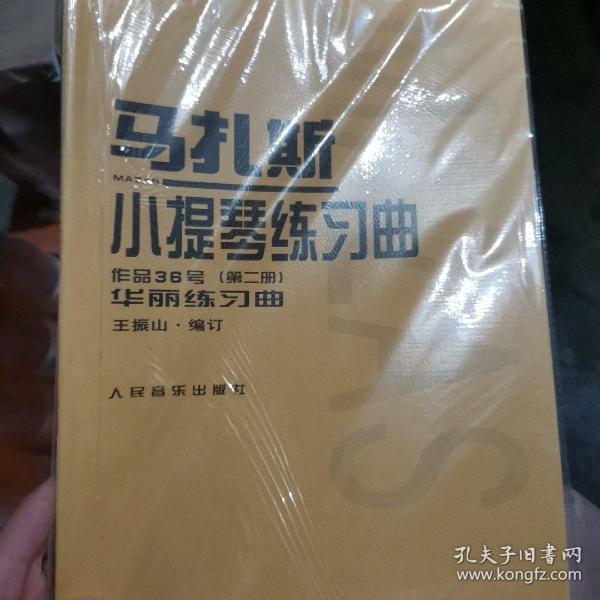 马扎斯
MAZAS
小提琴练习曲
作品36号（第二册）
华丽练习曲
王振山·编订
人民音乐出版社
孔夫子旧书网
www.kongfz.com